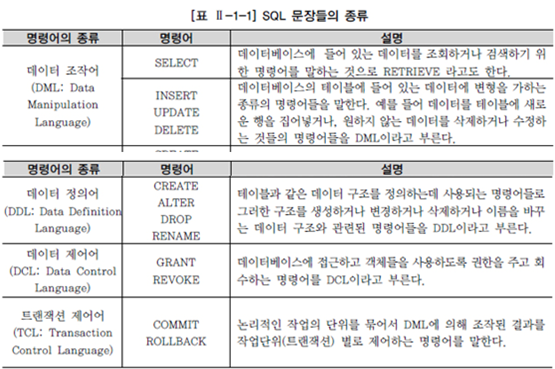 [표 Ⅱ-1-1] SQL 문장들의 종류
명령어의 종류 명령어 설명
데이터 조작어
(DML: Data
Manipulation
Language)
SELECT
데이터베이스에 들어 있는 데이터를 조회하거나 검색하기 위
한 명령어를 말하는 것으로 RETRIEVE 라고도 한다.
INSERT
UPDATE
DELETE
데이터베이스의 테이블에 들어 있는 데이터에 변형을 가하는
종류의 명령어들을 말한다. 예를 들어 데이터를 테이블에 새로
운 행을 집어넣거나, 원하지 않는 데이터를 삭제하거나 수정하
는 것들의 명령어들을 DML이라고 부른다.
명령어의 종류 명령어 설명
데이터 정의어
(DDL: Data Definition
Language)
CREATE
ALTER
DROP
RENAME
테이블과 같은 데이터 구조를 정의하는데 사용되는 명령어들로
그러한 구조를 생성하거나 변경하거나 삭제하거나 이름을 바꾸
는 데이터 구조와 관련된 명령어들을 DDL이라고 부른다.
데이터 제어어
(DCL: Data Control
Language)
GRANT
REVOKE
데이터베이스에 접근하고 객체들을 사용하도록 권한을 주고 회
수하는 명령어를 DCL이라고 부른다.
트랜잭션 제어어
(TCL: Transaction
Control Language)
COMMIT
ROLLBACK
논리적인 작업의 단위를 묶어서 DML에 의해 조작된 결과를
작업단위(트랜잭션) 별로 제어하는 명령어를 말한다.